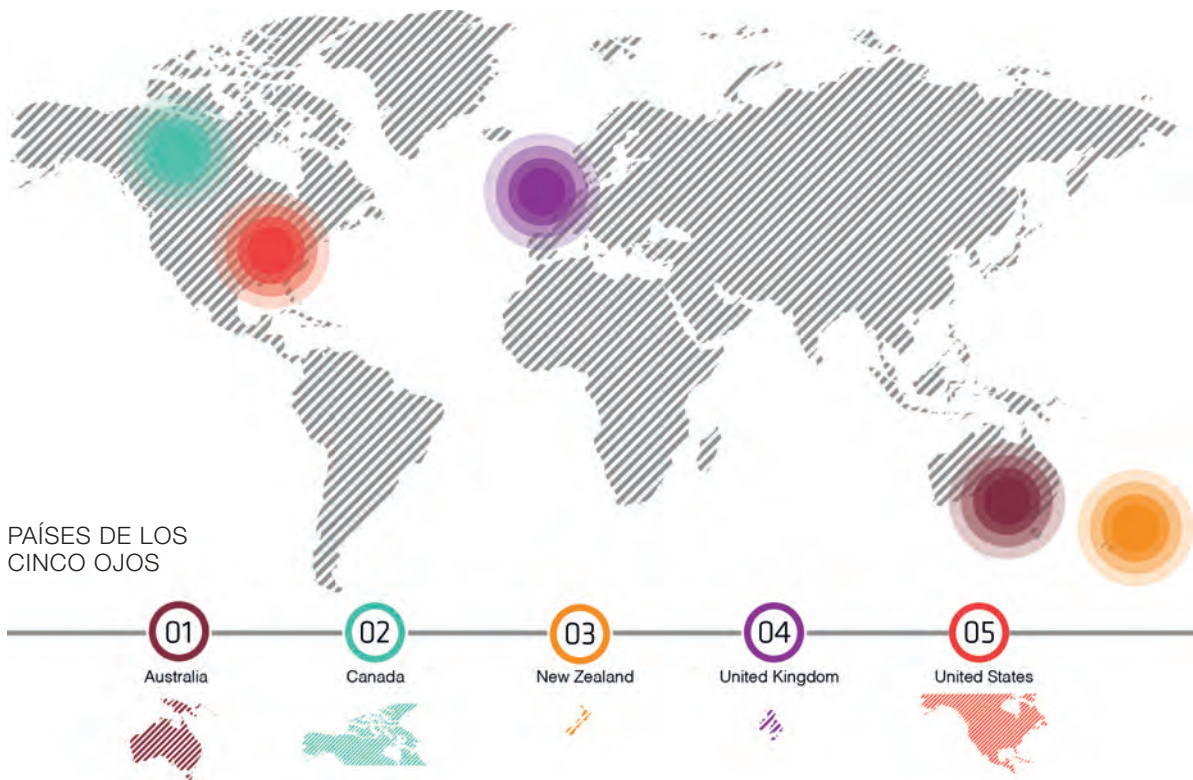 PAÍSES DE LOS
CINCO OJOS
01
02
03
04
05
Australia
Canada
New Zealand
United Kingdom
United States